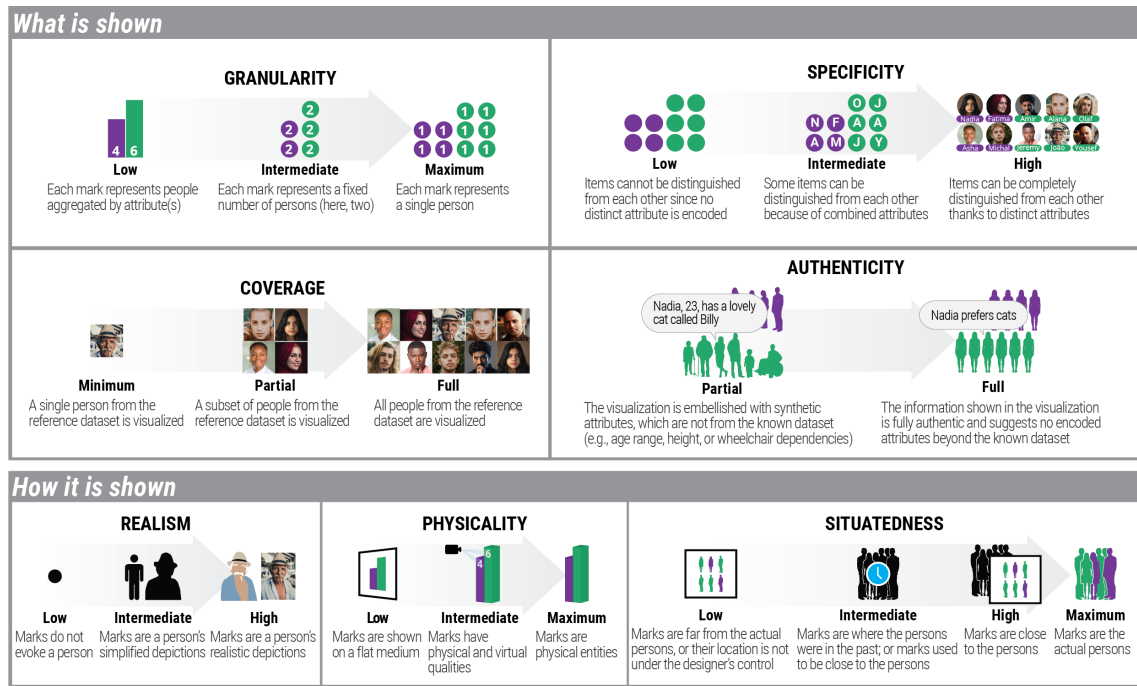 What is shown
GRANULARITY
4 6
2
2 2
2 2
1 1
1 1 1 1
1 1 1 1
Low
Intermediate
Maximum
Each mark represents people
aggregated by attribute(s)
Each mark represents a fixed
number of persons (here, two)
Each mark represents
a single person
SPECIFICITY
O J
N F A A
A M J Y
Nadia Fatima Amir Alana Olaf
Asha Michal Jeremy João Yousef
Low
Intermediate
High
Items cannot be distinguished
from each other since no
distinct attribute is encoded
Some items can be
distinguished from each other
because of combined attributes
Items can be completely
distinguished from each other
thanks to distinct attributes
COVERAGE
Minimum
Partial
Full
A single person from the
reference dataset is visualized
A subset of people from the
reference dataset is visualized
All people from the reference
dataset are visualized
AUTHENTICITY
Nadia, 23, has a lovely
cat called Billy
Nadia prefers cats
Partial
Full
The visualization is embellished with synthetic
attributes, which are not from the known dataset
(e.g., age range, height, or wheelchair dependencies)
The information shown in the visualization
is fully authentic and suggests no encoded
attributes beyond the known dataset
How it is shown
REALISM
Low
Intermediate
High
Marks do not
evoke a person
Marks are a person's
simplified depictions
Marks are a person's
realistic depictions
PHYSICALITY
4 6
Low
Intermediate
Maximum
Marks are shown
on a flat medium
Marks have
physical and virtual
qualities
Marks are
physical entities
SITUATEDNESS
Low
Intermediate
High
Maximum
Marks are far from the actual
persons, or their location is not
under the designer's control
Marks are where the persons
were in the past; or marks used
to be close to the persons
Marks are close
to the persons
Marks are the
actual persons